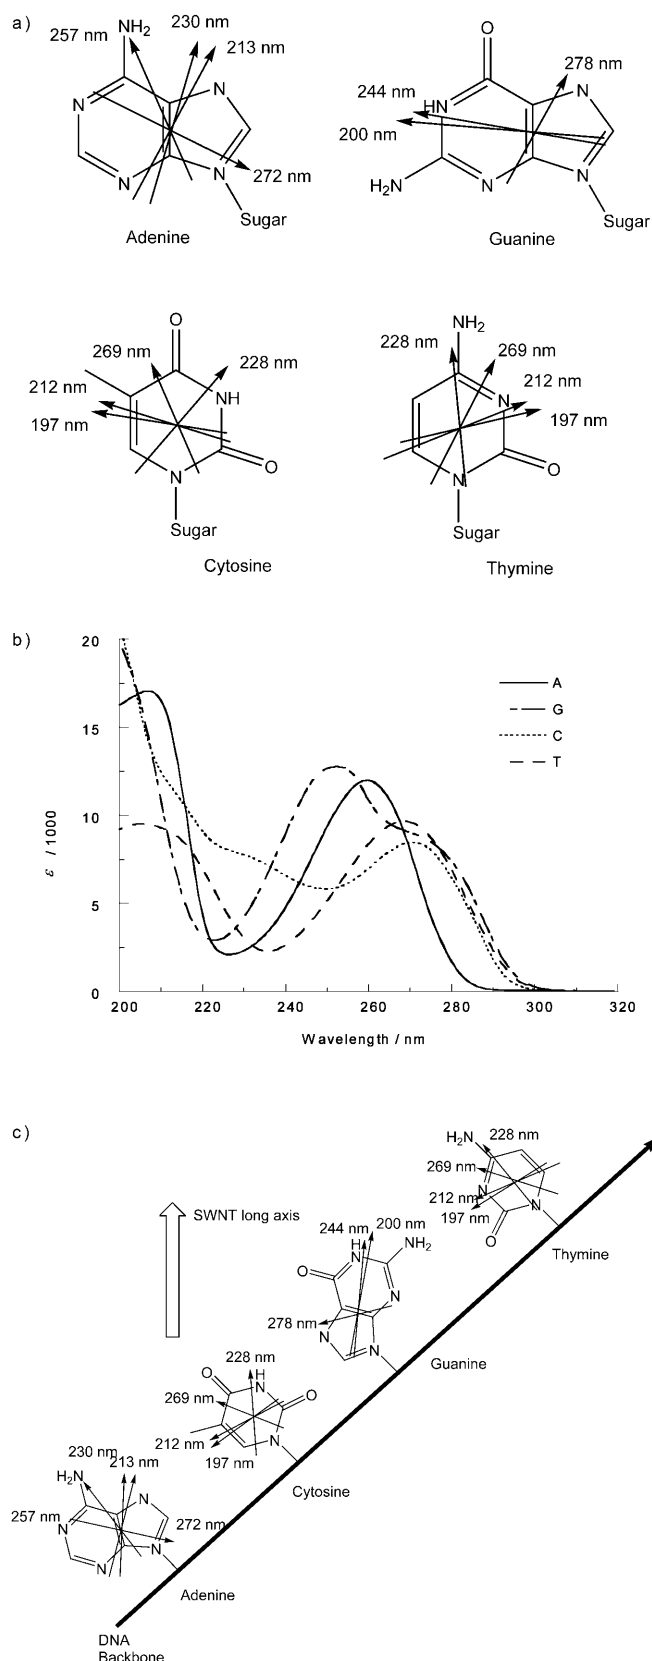 a)
257 nm
NH2
230 nm
213 nm
N
N
N
N
272 nm
Sugar
Adenine
O
278 nm
244 nm
HN
N
200 nm
H2N
N
N
Sugar
Guanine
O
269 nm
228 nm
212 nm
NH
197 nm
N
O
Sugar
Cytosine
NH2
228 nm
269 nm
212 nm
N
197 nm
N
O
Sugar
Thymine
b)
20
15
10
5
0
ε / 1000
A
G
C
T
200 220 240 260 280 300 320
Wavelength / nm
c)
SWNT long axis
H2N
228 nm
269 nm
N
212 nm
197 nm
N
O
Thymine
244 nm
200 nm
H
N
NH2
O
N
278 nm
N
N
Guanine
228 nm
H
N
O
O
269 nm
212 nm
N
197 nm
Cytosine
230 nm
213 nm
H2N
N
257 nm
N
272 nm
N
N
Adenine
DNA
Backbone